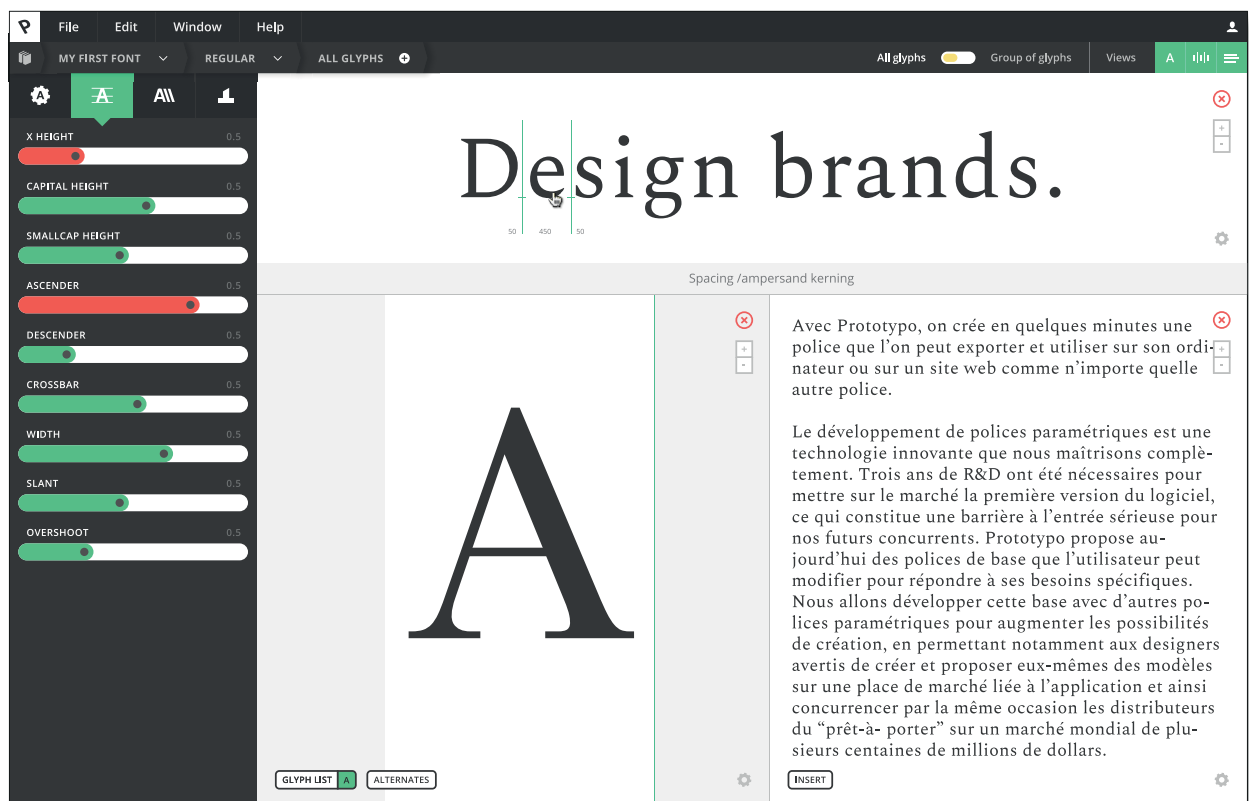 File Edit Window Help
MY FIRST FONT REGULAR ALL GLYPHS
All glyphs Group of glyphs Views A
A A A\\
X HEIGHT 0.5
CAPITAL HEIGHT 0.5
SMALLCAP HEIGHT 0.5
ASCENDER 0.5
DESCENDER 0.5
CROSSBAR 0.5
WIDTH 0.5
SLANT 0.5
OVERSHOOT 0.5
Design brands.
50 450 50
+
-
Spacing /ampersand kerning
A
+
-
GLYPH LIST A ALTERNATES
Avec Prototypo, on crée en quelques minutes une
police que l’on peut exporter et utiliser sur son ordi-
nateur ou sur un site web comme n’importe quelle
autre police.
Le développement de polices paramétriques est une
technologie innovante que nous maîtrisons complè-
tement. Trois ans de R&D ont été nécessaires pour
mettre sur le marché la première version du logiciel,
ce qui constitue une barrière à l’entrée sérieuse pour
nos futurs concurrents. Prototypo propose au-
jourd’hui des polices de base que l’utilisateur peut
modifier pour répondre à ses besoins spécifiques.
Nous allons développer cette base avec d’autres po-
lices paramétriques pour augmenter les possibilités
de création, en permettant notamment aux designers
avertis de créer et proposer eux-mêmes des modèles
sur une place de marché liée à l’application et ainsi
concurrencer par la même occasion les distributeurs
du “prêt-à- porter” sur un marché mondial de plu-
sieurs centaines de millions de dollars.
+
-
INSERT